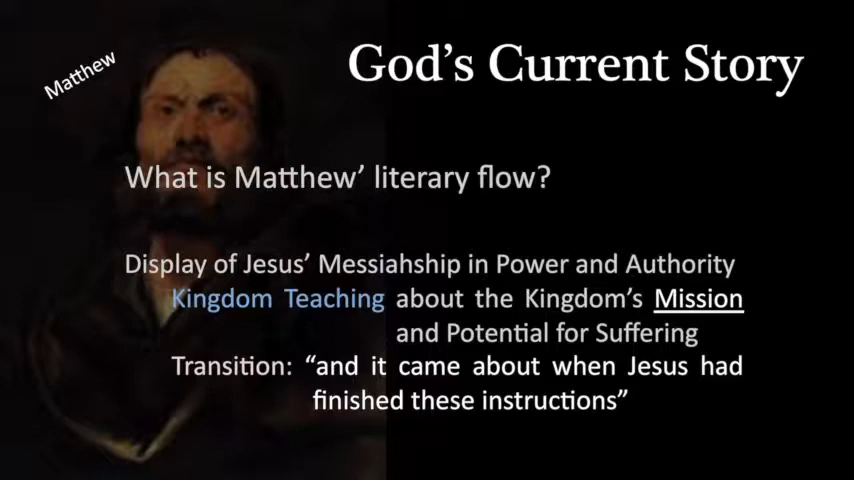 Matthew
God’s Current Story
What is Matthew’ literary flow?
Display of Jesus’ Messiahship in Power and Authority
Kingdom Teaching about the Kingdom’s Mission
and Potential for Suffering
Transition: “and it came about when Jesus had
finished these instructions”